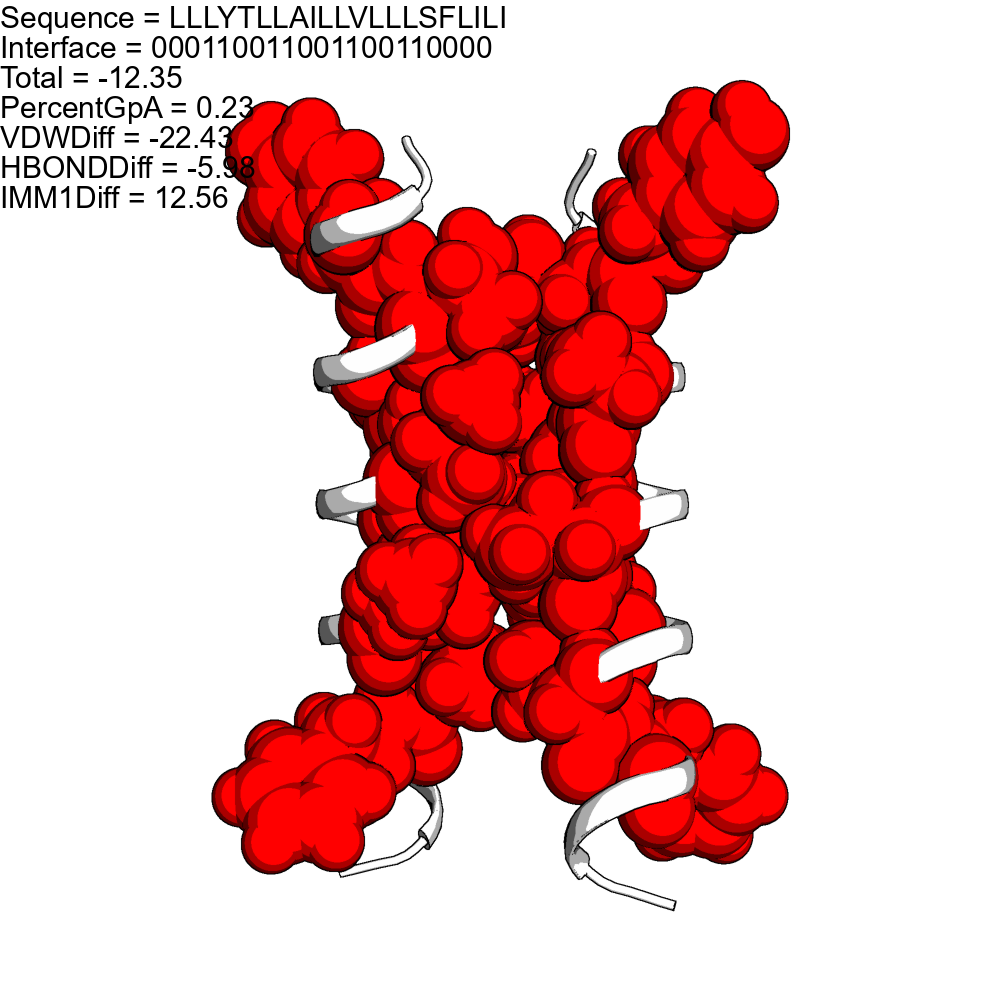 Sequence = LLLYTLLAILLVLLLSFLILI
Interface = 000110011001100110000
Total = -12.35
PercentGpA = 0.23
VDWDiff = -22.43
HBONDDiff = -5.98
IMM1Diff = 12.56